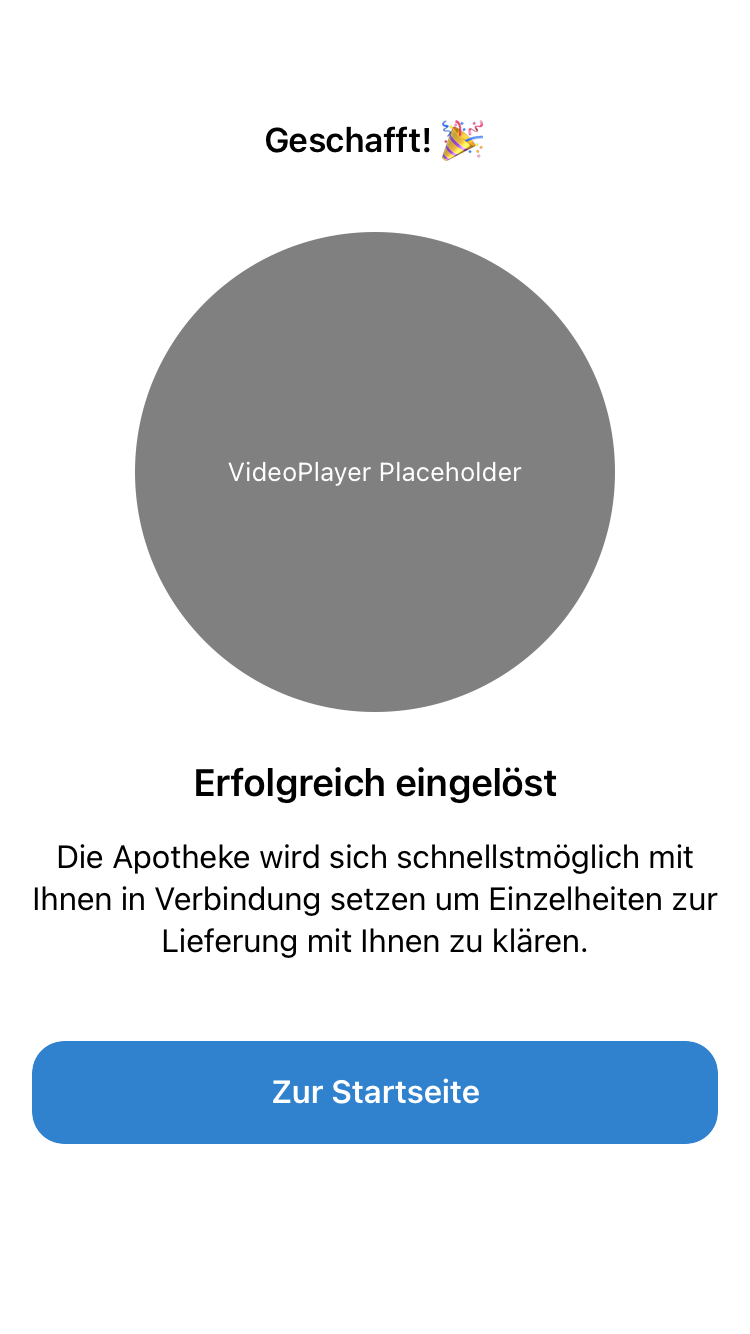 Geschafft! 🎉
VideoPlayer Placeholder
Erfolgreich eingelöst
Die Apotheke wird sich schnellstmöglich mit
Ihnen in Verbindung setzen um Einzelheiten zur
Lieferung mit Ihnen zu klären.
Zur Startseite